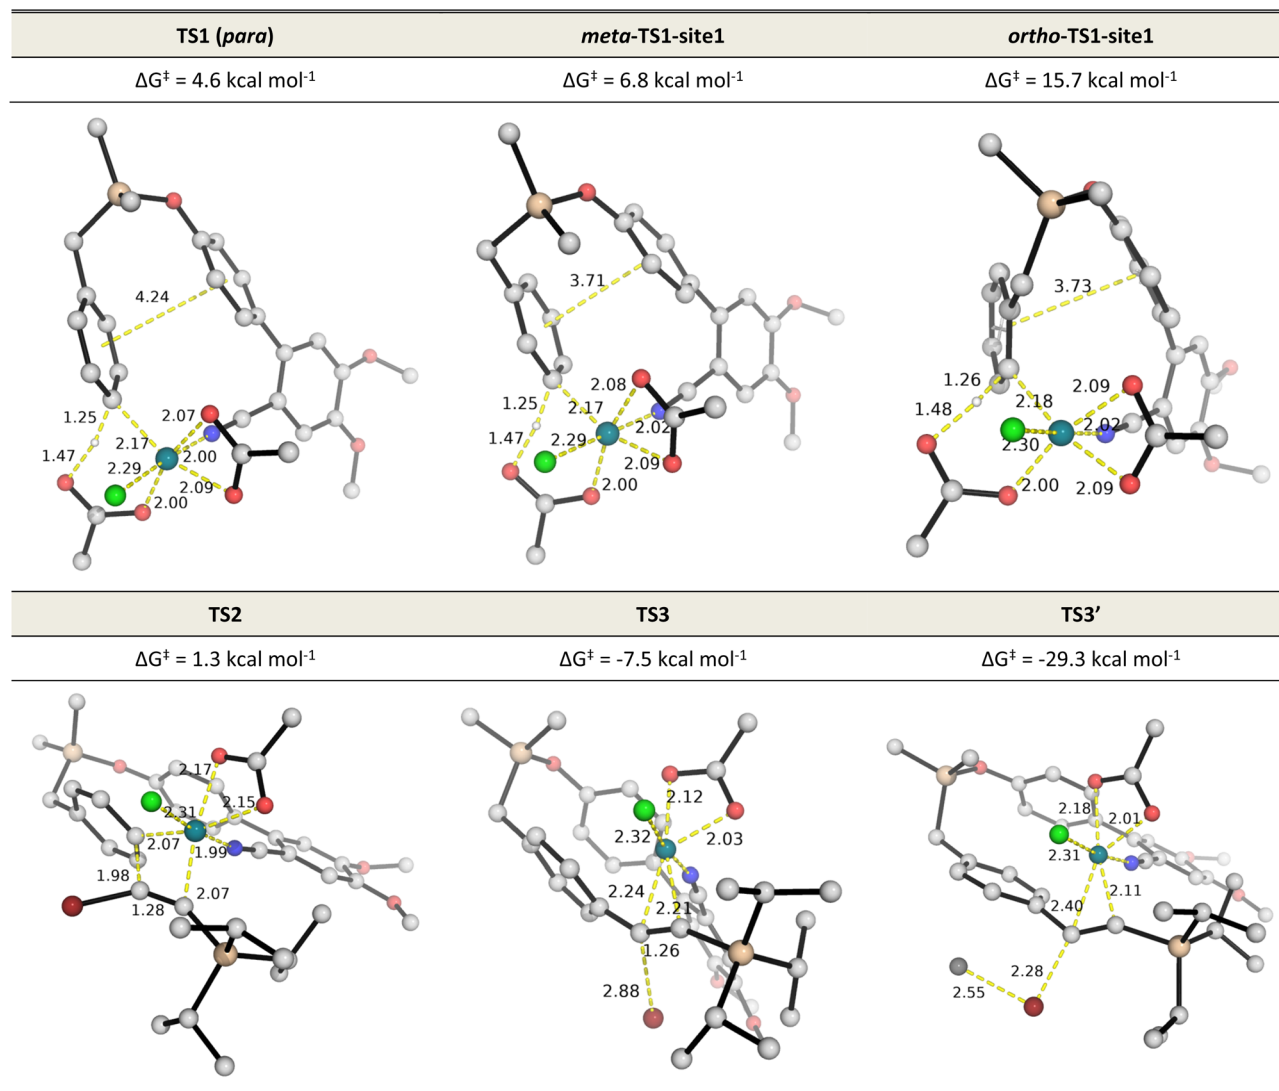 TS1 (para) meta-TS1-site1 ortho-TS1-site1
ΔG‡ = 4.6 kcal mol-1 ΔG‡ = 6.8 kcal mol-1 ΔG‡ = 15.7 kcal mol-1
4.24 3.71 3.73
1.25 2.07 1.25 2.08 1.26 2.09
2.17 2.17 2.18
1.47 2.00 1.47 2.02 1.48 2.02
2.29 2.29 2.30
2.09 2.09 2.09
2.00 2.00 2.00
TS2 TS3 TS3’
ΔG‡ = 1.3 kcal mol-1 ΔG‡ = -7.5 kcal mol-1 ΔG‡ = -29.3 kcal mol-1
2.17 2.12 2.18
2.15 2.01
2.31 2.32 2.03 2.31
2.07 1.99
1.98 2.24 2.11
2.07 2.21 2.40
1.28 1.26
2.88 2.28
2.55